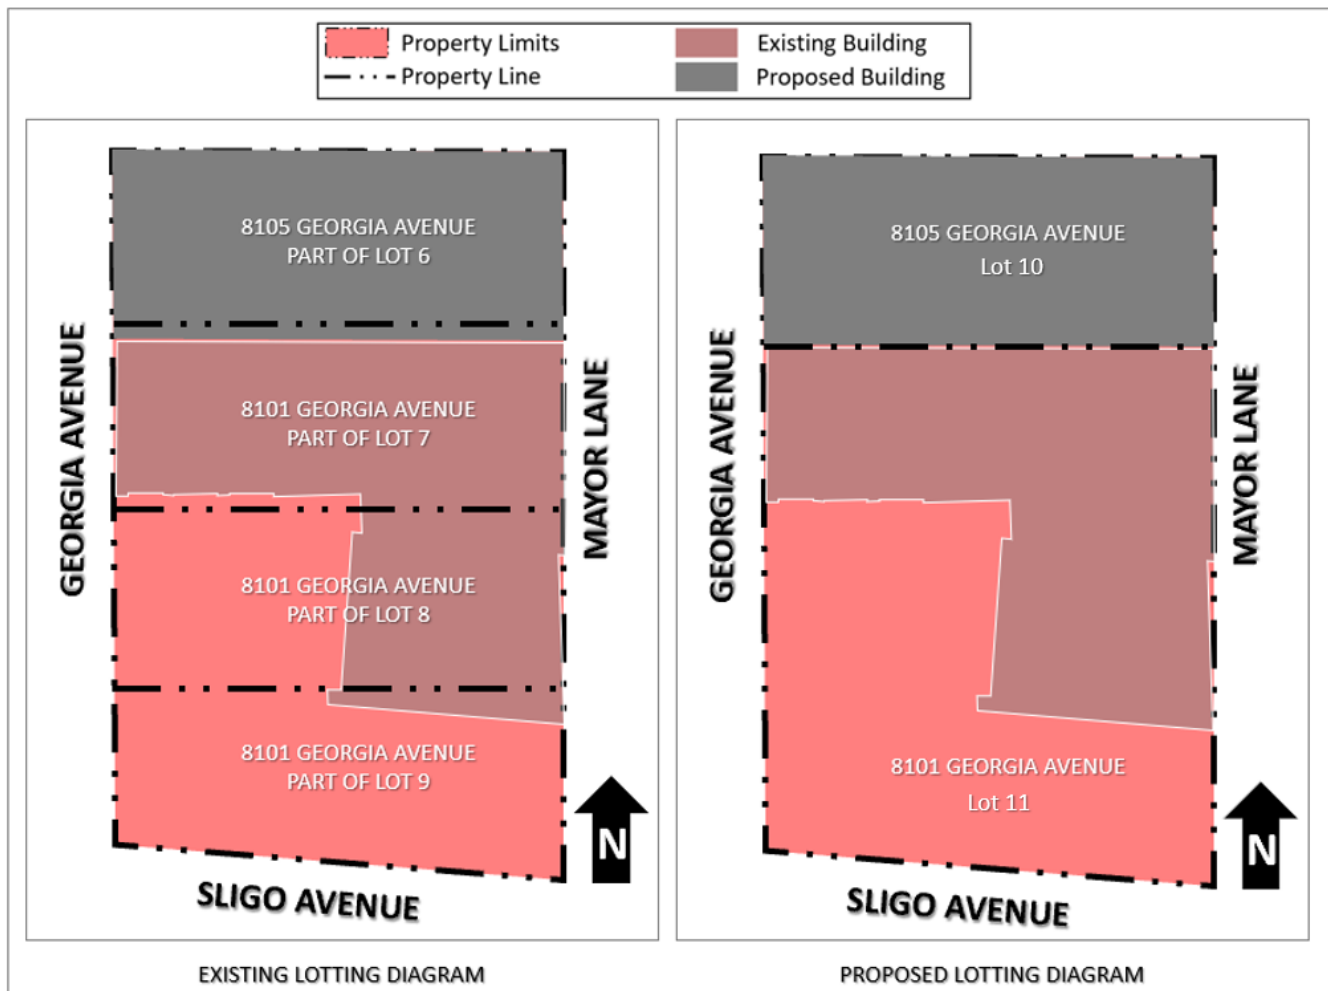 Property Limits
Existing Building
Property Line
Proposed Building
8105 GEORGIA AVENUE
PART OF LOT 6
8101 GEORGIA AVENUE
PART OF LOT 7
8101 GEORGIA AVENUE
PART OF LOT 8
8101 GEORGIA AVENUE
PART OF LOT 9
GEORGIA AVENUE
MAYOR LANE
SLIGO AVENUE
N
EXISTING LOTTING DIAGRAM
8105 GEORGIA AVENUE
Lot 10
8101 GEORGIA AVENUE
Lot 11
GEORGIA AVENUE
MAYOR LANE
SLIGO AVENUE
N
PROPOSED LOTTING DIAGRAM